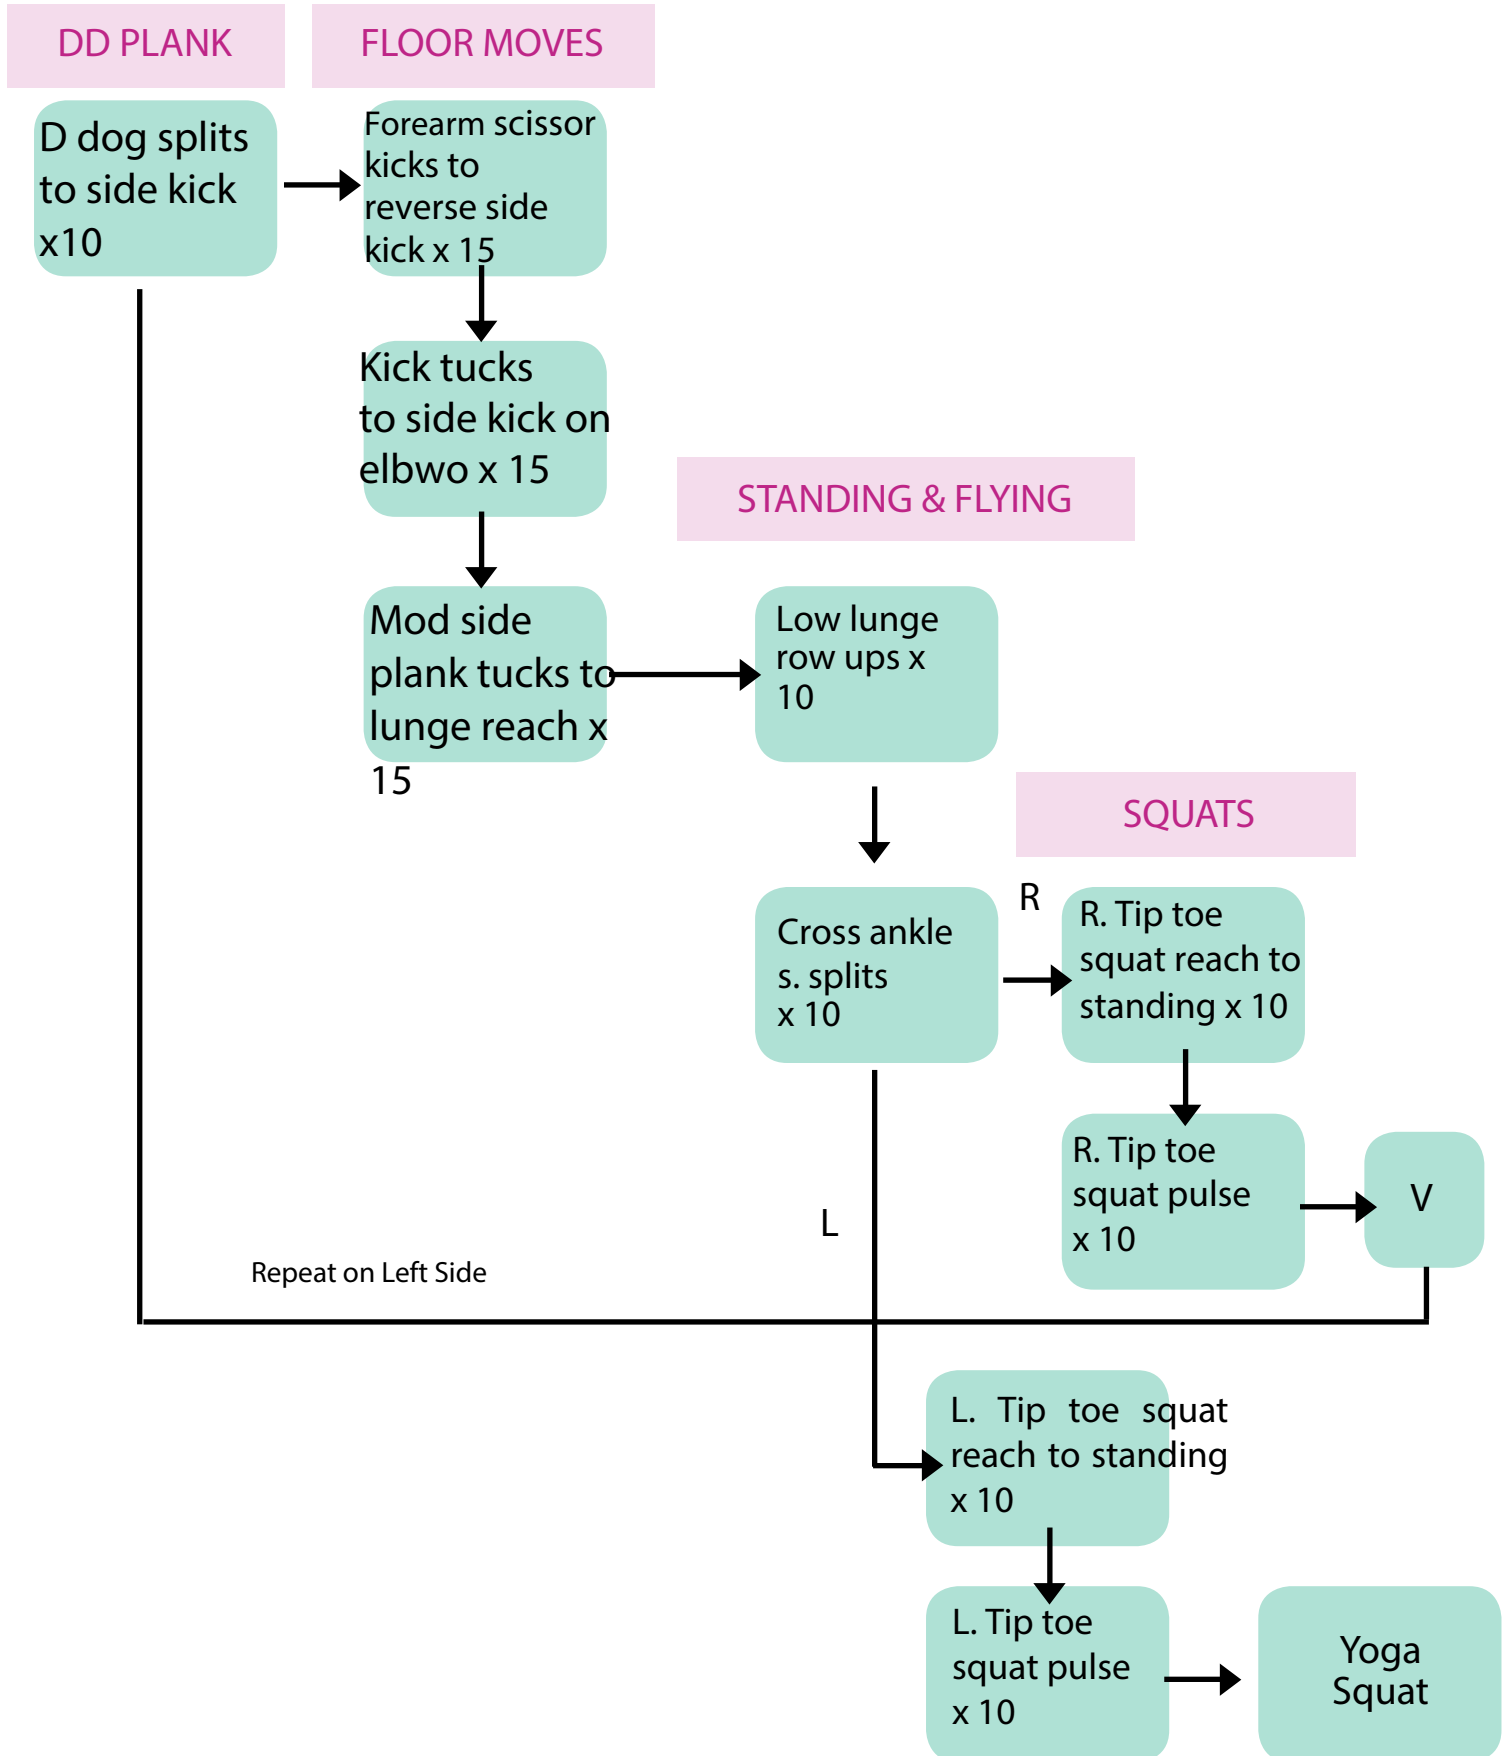 DD PLANK
FLOOR MOVES
D dog splits
to side kick
x10
Forearm scissor
kicks to
reverse side
kick x 15
Kick tucks
to side kick on
elbwo x 15
STANDING & FLYING
Mod side
plank tucks to
lunge reach x
15
Low lunge
row ups x
10
SQUATS
Cross ankle
s. splits
x 10
R
R. Tip toe
squat reach to
standing x 10
R. Tip toe
squat pulse
x 10
V
L
Repeat on Left Side
L. Tip toe squat
reach to standing
x 10
L. Tip toe
squat pulse
x 10
Yoga
Squat